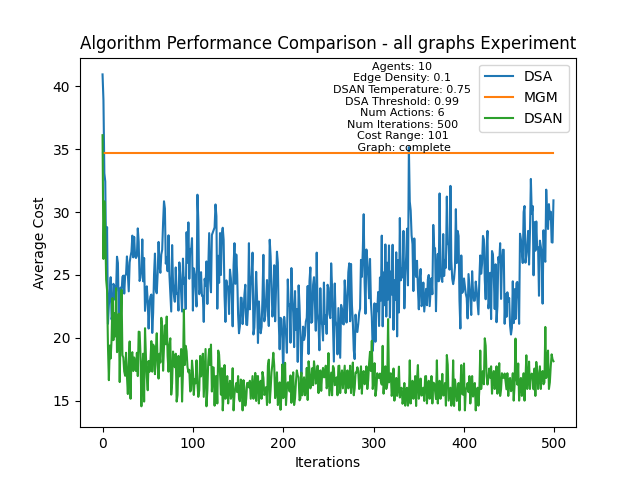 Algorithm Performance Comparison - all graphs Experiment
Agents: 10
Edge Density: 0.1
DSAN Temperature: 0.75
DSA Threshold: 0.99
Num Actions: 6
Num Iterations: 500
Cost Range: 101
Graph: complete
DSA
MGM
DSAN
Average Cost
40
35
30
25
20
15
0
100
200
300
400
500
Iterations